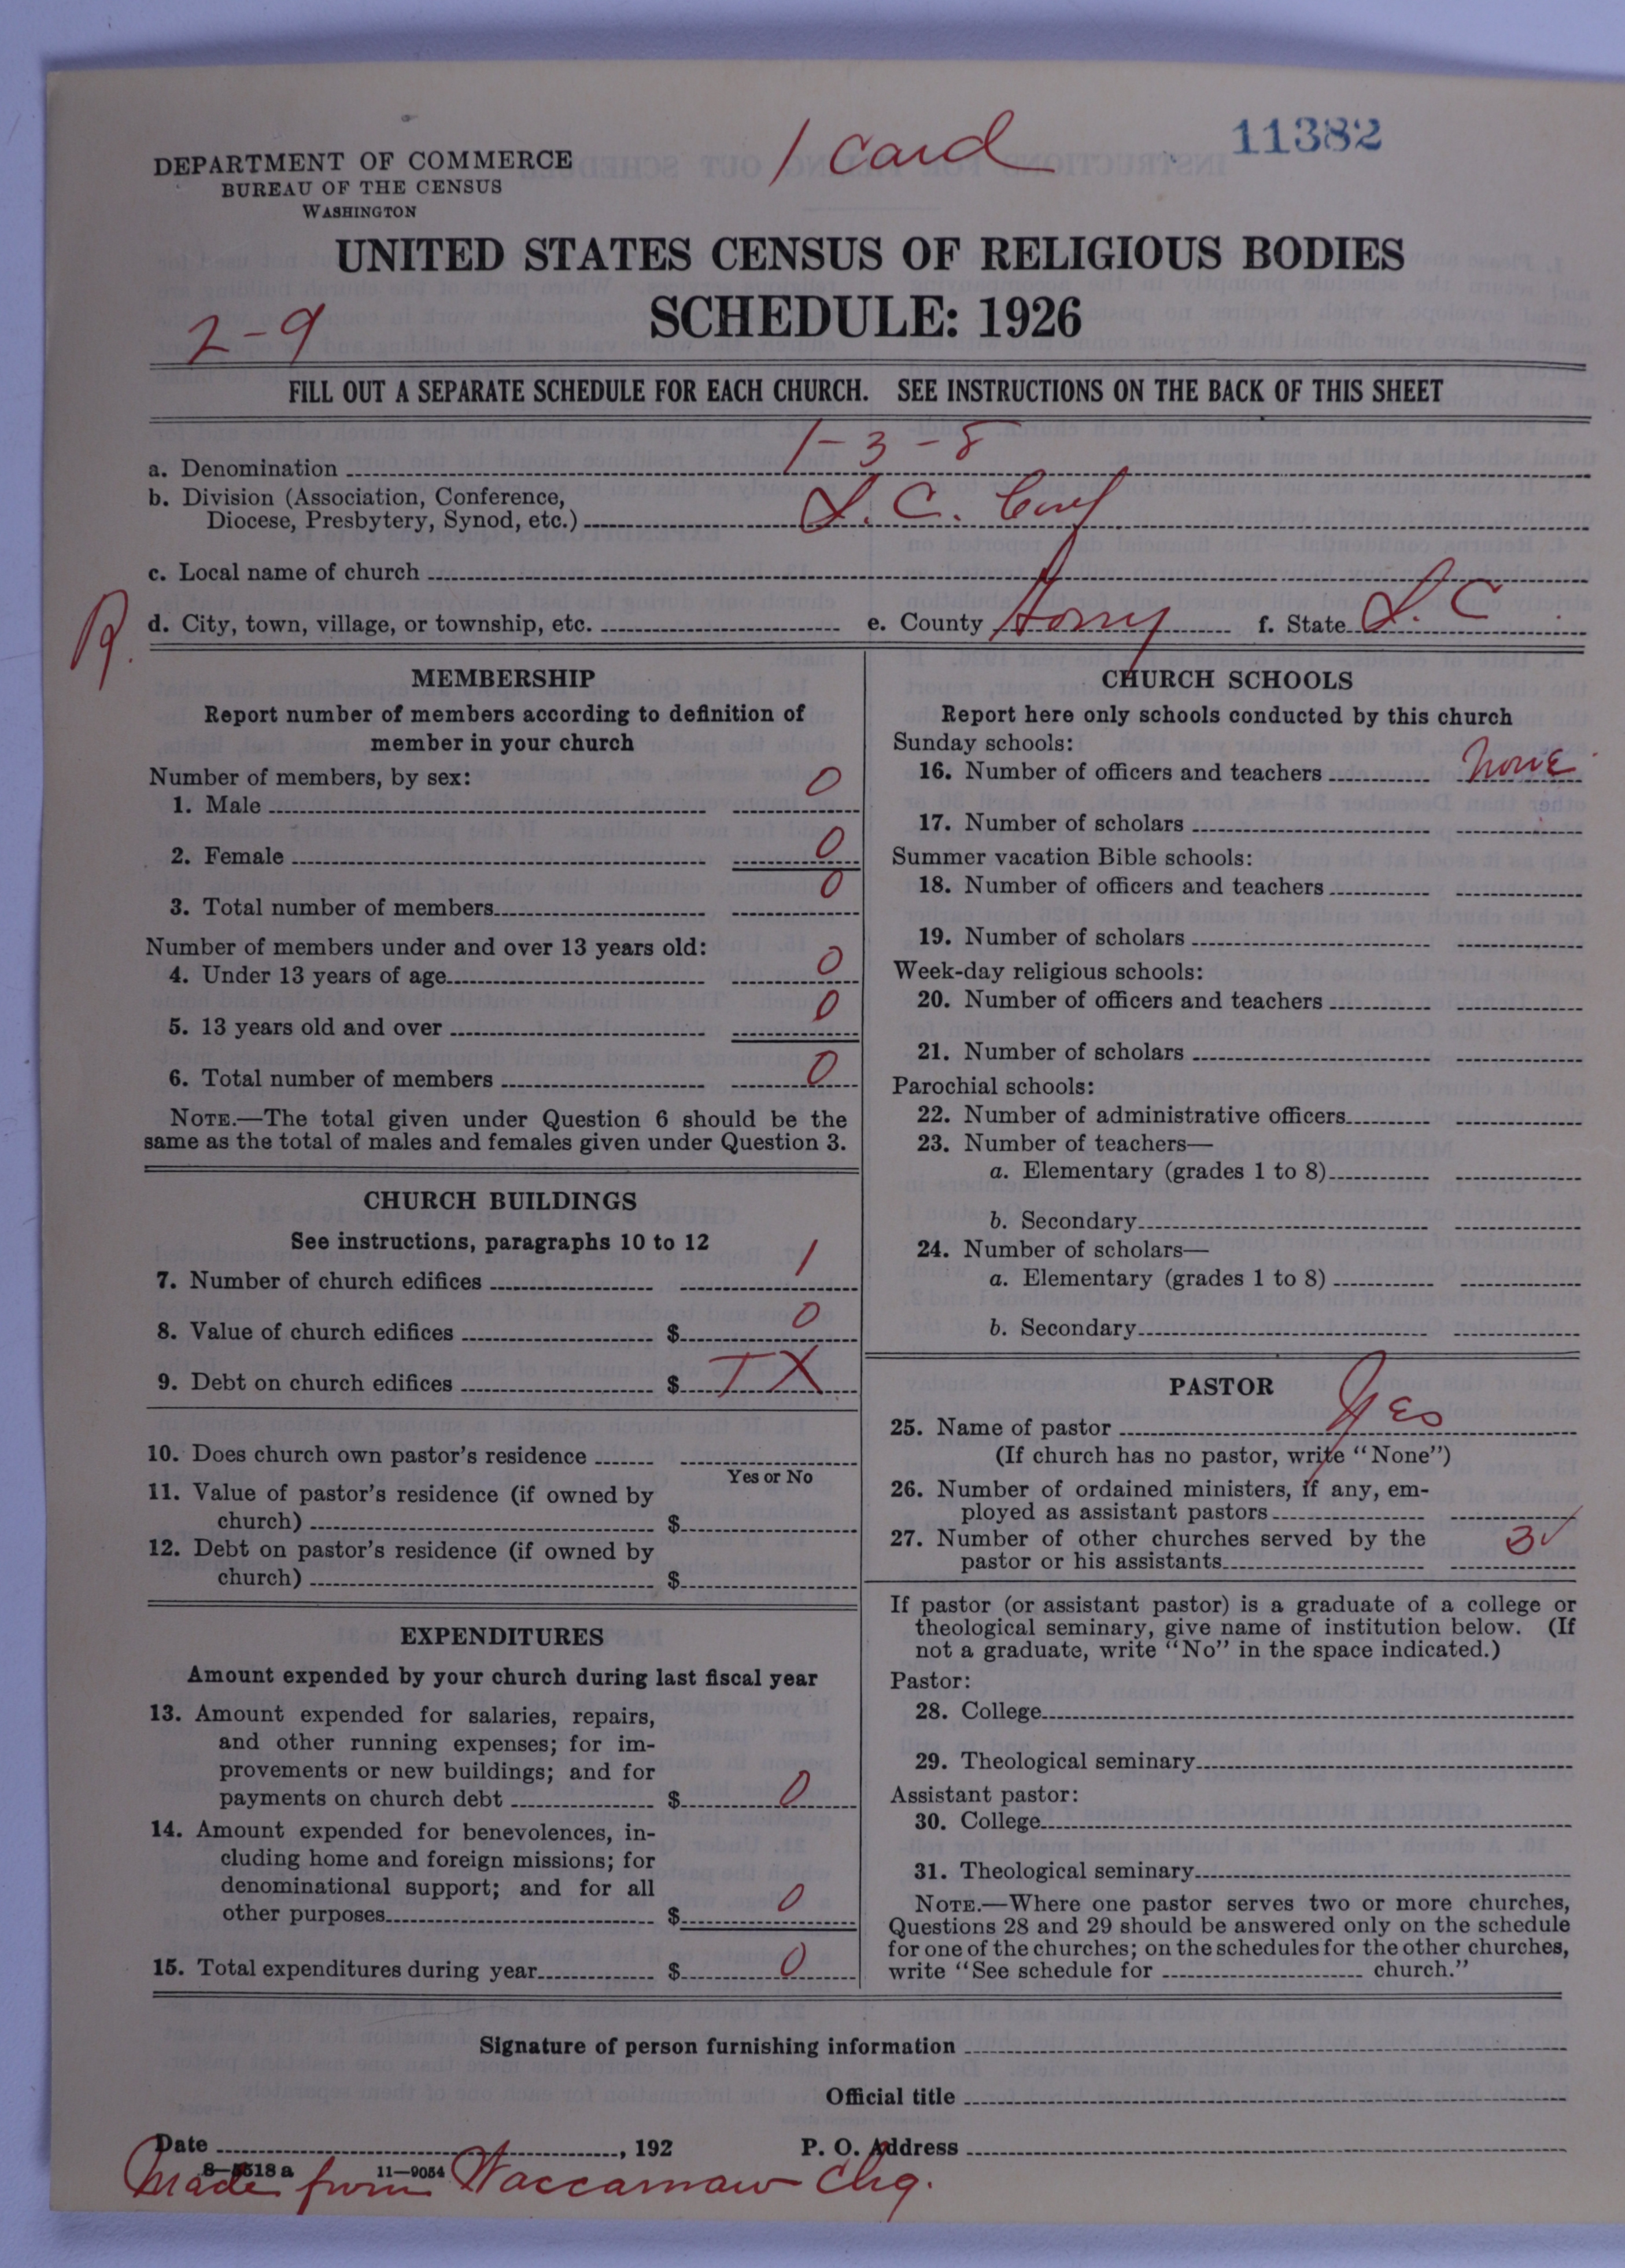 1 Card
11382
DEPARTMENT OF COMMERCE
BUREAU OF THE CENSUS
WASHINGTON
UNITED STATES CENSUS OF RELIGIOUS BODIES
SCHEDULE: 1926
2-9
FILL OUT A SEPARATE SCHEDULE FOR EACH CHURCH. SEE INSTRUCTIONS ON THE BACK OF THIS SHEET
a. Denomination 1-3-8
b. Division (Association, Conference,
Diocese, Presbytery, Synod, etc.) S. C. Conf
c. Local name of church
R.
d. City, town, village, or township, etc. e. County Horry f. State S. C
MEMBERSHIP
Report number of members according to definition of
member in your church
Number of members, by sex:
1. Male 0
2. Female 0
3. Total number of members 0
Number of members under and over 13 years old:
4. Under 13 years of age 0
5. 13 years old and over 0
6. Total number of members 0
NOTE.—The total given under Question 6 should be the
same as the total of males and females given under Question 3.
CHURCH BUILDINGS
See instructions, paragraphs 10 to 12
7. Number of church edifices 1
8. Value of church edifices $ 0
9. Debt on church edifices $ T X
10. Does church own pastor's residence
Yes or No
11. Value of pastor's residence (if owned by
church) $
12. Debt on pastor's residence (if owned by
church) $
EXPENDITURES
Amount expended by your church during last fiscal year
13. Amount expended for salaries, repairs,
and other running expenses; for im-
provements or new buildings; and for
payments on church debt $ 0
14. Amount expended for benevolences, in-
cluding home and foreign missions; for
denominational support; and for all
other purposes $ 0
15. Total expenditures during year $ 0
CHURCH SCHOOLS
Report here only schools conducted by this church
Sunday schools:
16. Number of officers and teachers None
17. Number of scholars
Summer vacation Bible schools:
18. Number of officers and teachers
19. Number of scholars
Week-day religious schools:
20. Number of officers and teachers
21. Number of scholars
Parochial schools:
22. Number of administrative officers
23. Number of teachers—
a. Elementary (grades 1 to 8)
b. Secondary
24. Number of scholars—
a. Elementary (grades 1 to 8)
b. Secondary
PASTOR
25. Name of pastor Yes
(If church has no pastor, write "None")
26. Number of ordained ministers, if any, em-
ployed as assistant pastors
27. Number of other churches served by the
pastor or his assistants 3✓
If pastor (or assistant pastor) is a graduate of a college or
theological seminary, give name of institution below. (If
not a graduate, write "No" in the space indicated.)
Pastor:
28. College
29. Theological seminary
Assistant pastor:
30. College
31. Theological seminary
NOTE.—Where one pastor serves two or more churches,
Questions 28 and 29 should be answered only on the schedule
for one of the churches; on the schedules for the other churches,
write "See schedule for church."
Signature of person furnishing information
Official title
Date , 192 P. O. Address
11—9054
Made from Waccamaw Chg.